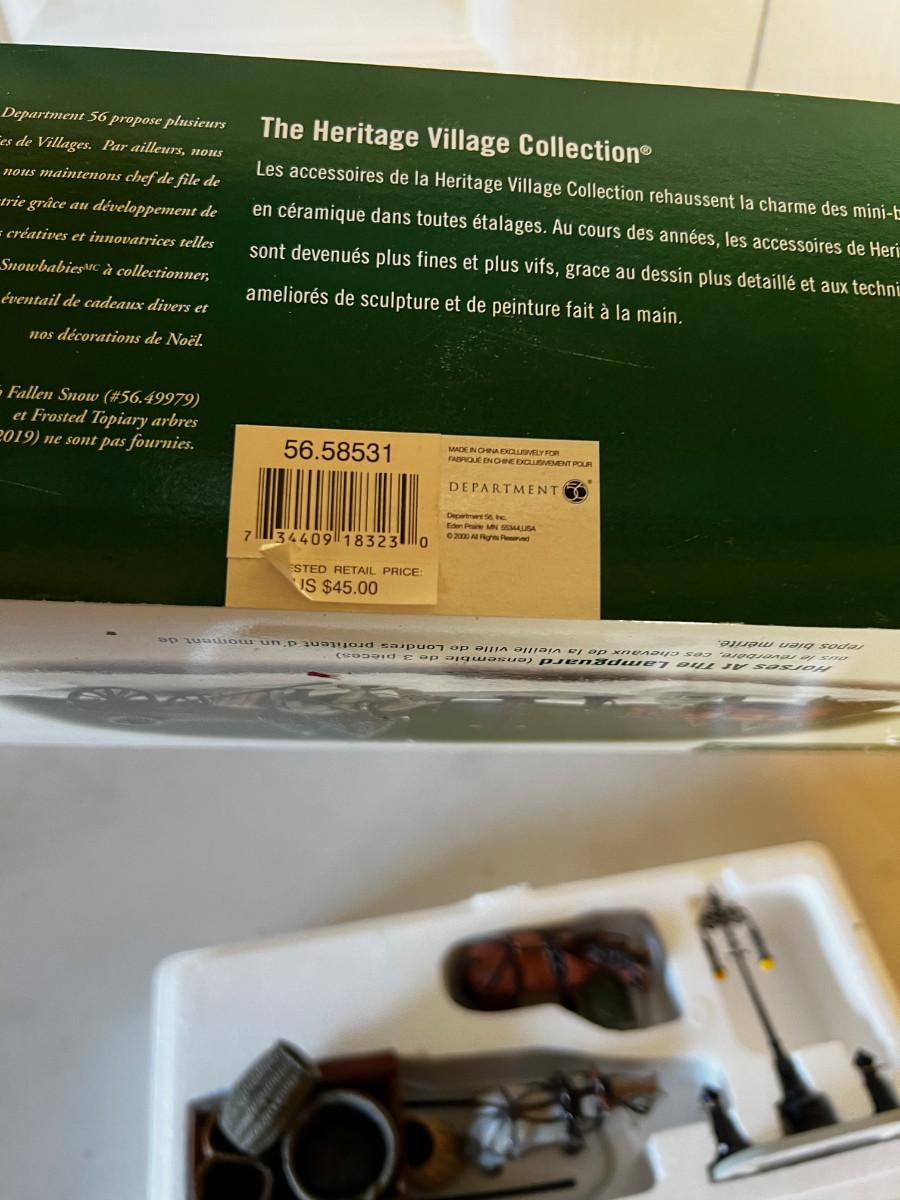 Department 56 propose plusieurs
es de Villages. Par ailleurs, nous
nous maintenons chef de file de
trie grâce au développement de
s créatives et innovatrices telles
Snowbabiesᴹᶜ à collectionner,
éventail de cadeaux divers et
nos décorations de Noël.
Fallen Snow (#56.49979)
et Frosted Topiary arbres
2019) ne sont pas fournies.
The Heritage Village Collection®
Les accessoires de la Heritage Village Collection rehaussent la charme des mini-b
en céramique dans toutes étalages. Au cours des années, les accessoires de Heri
sont devenués plus fines et plus vifs, grace au dessin plus detaillé et aux techni
ameliorés de sculpture et de peinture fait à la main.
56.58531
7 34409 18323 0
ESTED RETAIL PRICE:
US $45.00
MADE IN CHINA EXCLUSIVELY FOR
FABRIQUÉ EN CHINE EXCLUSIVEMENT POUR
DEPARTMENT 56®
Department 56, Inc.
Eden Prairie MN 55344,USA
© 2000 All Rights Reserved
Horses At The Lampguard (ensemble de 3 pièces)
ous le réverbère, ces chevaux de la vieille ville de Londres profitent d'un moment de
repos bien mérité.